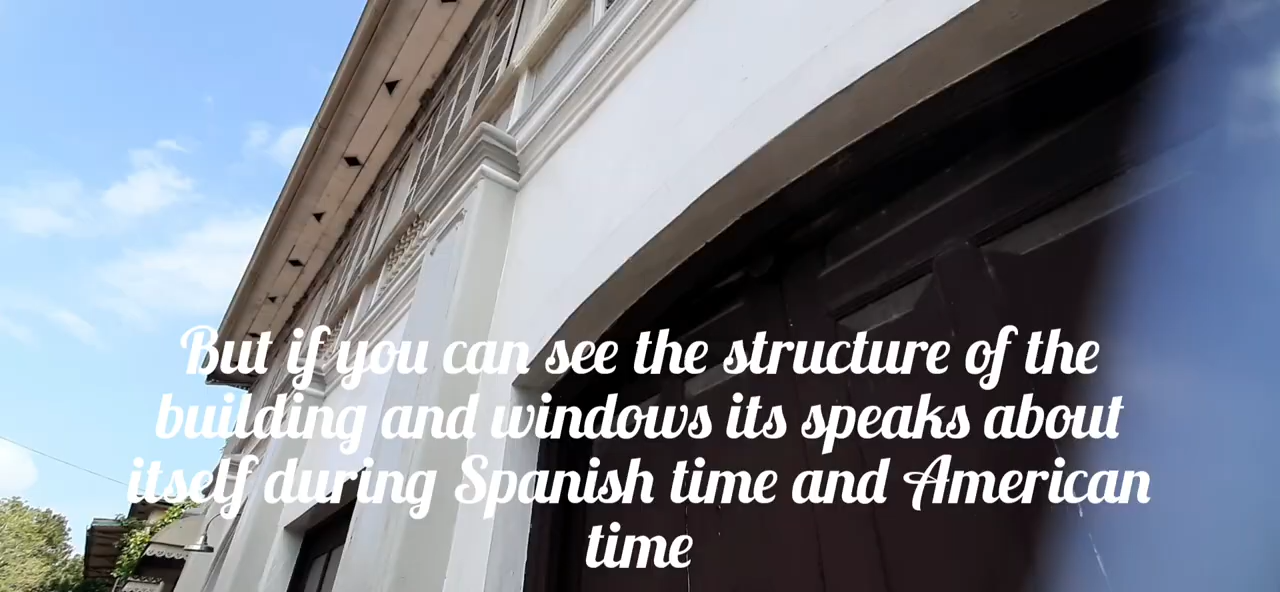 But if you can see the structure of the
building and windows its speaks about
itself during Spanish time and American
time